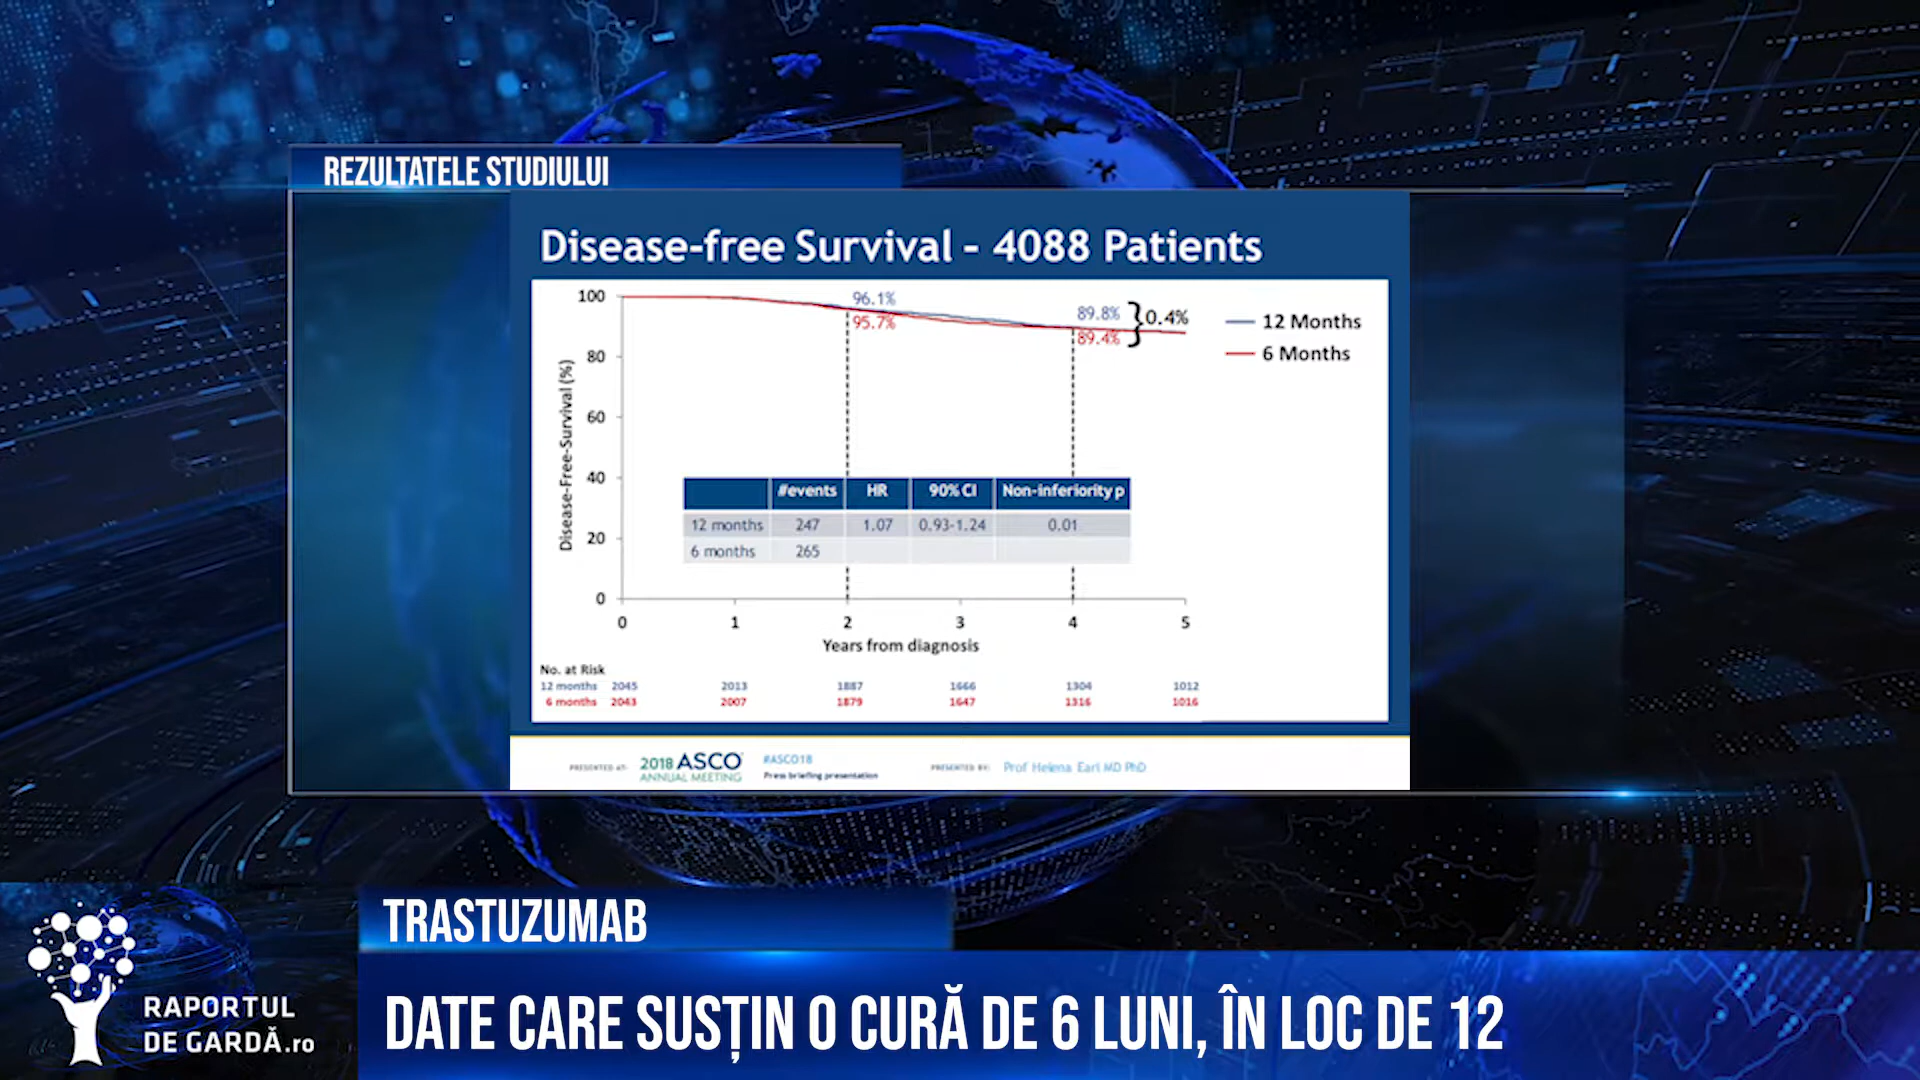 REZULTATELE STUDIULUI
Disease-free Survival – 4088 Patients
100
80
60
40
20
0
Disease-Free-Survival (%)
96.1%
95.7%
89.8%
89.4%
0.4%
12 Months
6 Months
#events HR 90% CI Non-inferiority p
12 months 247 1.07 0.93-1.24 0.01
6 months 265
0 1 2 3 4 5
Years from diagnosis
No. at Risk
12 months 2045 2013 1887 1666 1304 1012
6 months 2043 2007 1879 1647 1316 1016
PRESENTED AT: 2018 ASCO ANNUAL MEETING
#ASCO18
Press briefing presentation
PRESENTED BY: Prof Helena Earl MD PhD
TRASTUZUMAB
DATE CARE SUSȚIN O CURĂ DE 6 LUNI, ÎN LOC DE 12
RAPORTUL
DE GARDĂ.ro